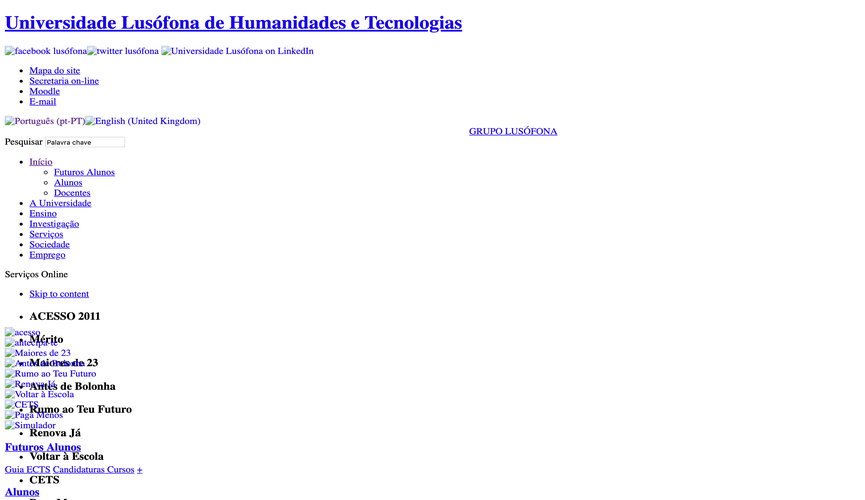 Universidade Lusófona de Humanidades e Tecnologias
facebook lusófona twitter lusófona Universidade Lusófona on LinkedIn
Mapa do site
Secretaria on-line
Moodle
E-mail
Português (pt-PT) English (United Kingdom)
GRUPO LUSÓFONA
Pesquisar Palavra chave
Início
Futuros Alunos
Alunos
Docentes
A Universidade
Ensino
Investigação
Serviços
Sociedade
Emprego
Serviços Online
Skip to content
ACESSO 2011
acesso
Mérito
antecipa-te
Maiores de 23
Maiores de 23
Antes de Bolonha
Rumo ao Teu Futuro
Renova Já
Antes de Bolonha
Voltar à Escola
CETS
Rumo ao Teu Futuro
Paga Menos
Simulador
Renova Já
Futuros Alunos
Voltar à Escola
Guia ECTS Candidaturas Cursos +
CETS
Alunos